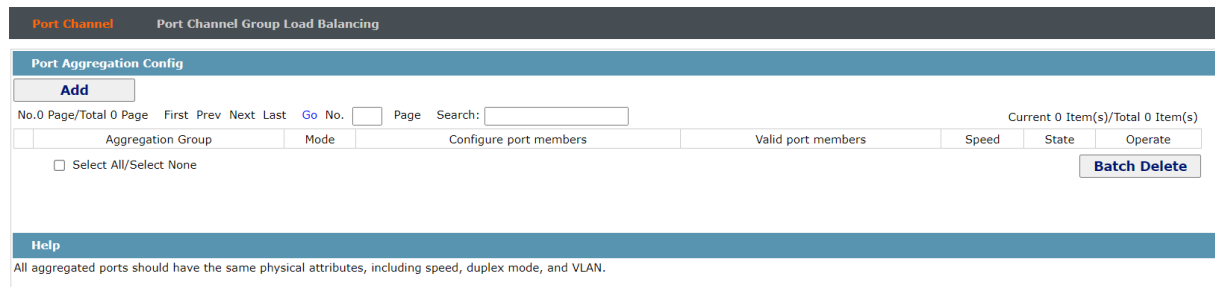 Port Channel Port Channel Group Load Balancing
Port Aggregation Config
Add
No.0 Page/Total 0 Page First Prev Next Last Go No. Page Search: Current 0 Item(s)/Total 0 Item(s)
Aggregation Group Mode Configure port members Valid port members Speed State Operate
Select All/Select None Batch Delete
Help
All aggregated ports should have the same physical attributes, including speed, duplex mode, and VLAN.